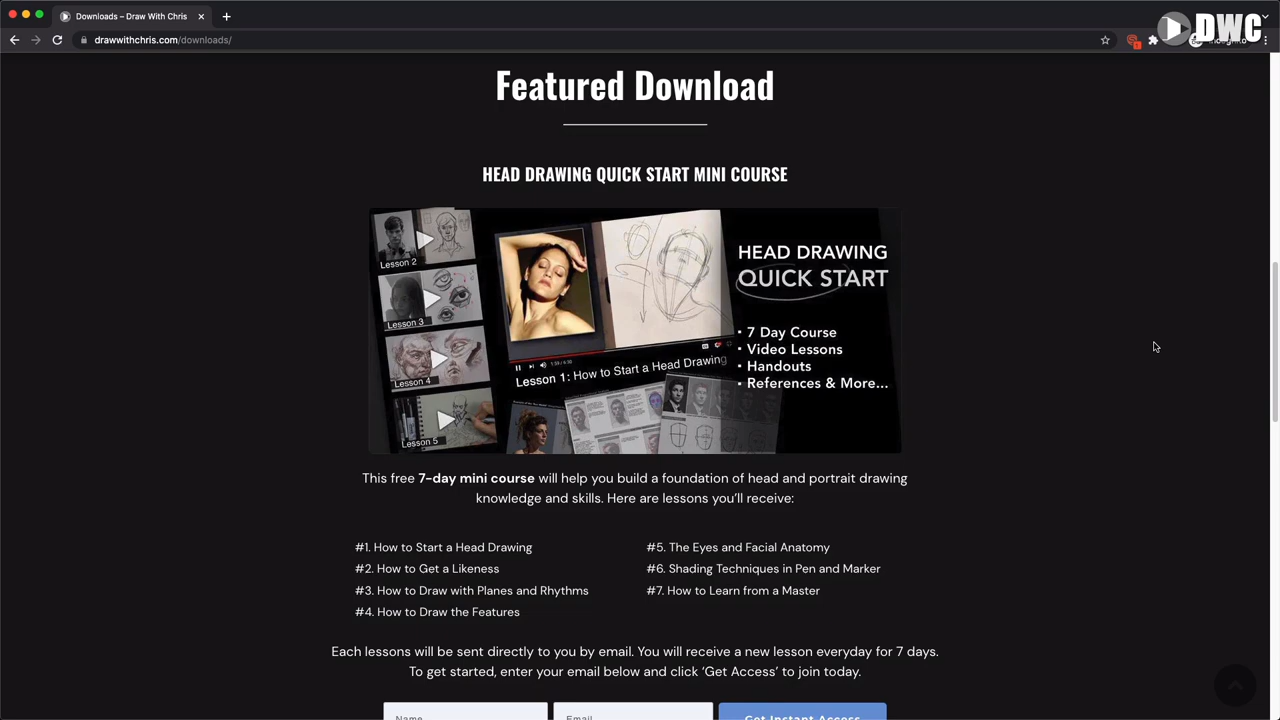 Downloads – Draw With Chris
DWC
drawwithchris.com/downloads/
Featured Download
HEAD DRAWING QUICK START MINI COURSE
Lesson 2
Lesson 3
Lesson 4
Lesson 5
Lesson 1: How to Start a Head Drawing
HEAD DRAWING
QUICK START
• 7 Day Course
• Video Lessons
• Handouts
• References & More...
This free 7-day mini course will help you build a foundation of head and portrait drawing
knowledge and skills. Here are lessons you’ll receive:
#1. How to Start a Head Drawing
#2. How to Get a Likeness
#3. How to Draw with Planes and Rhythms
#4. How to Draw the Features
#5. The Eyes and Facial Anatomy
#6. Shading Techniques in Pen and Marker
#7. How to Learn from a Master
Each lessons will be sent directly to you by email. You will receive a new lesson everyday for 7 days.
To get started, enter your email below and click ‘Get Access’ to join today.
Name
Email
Get Instant Access